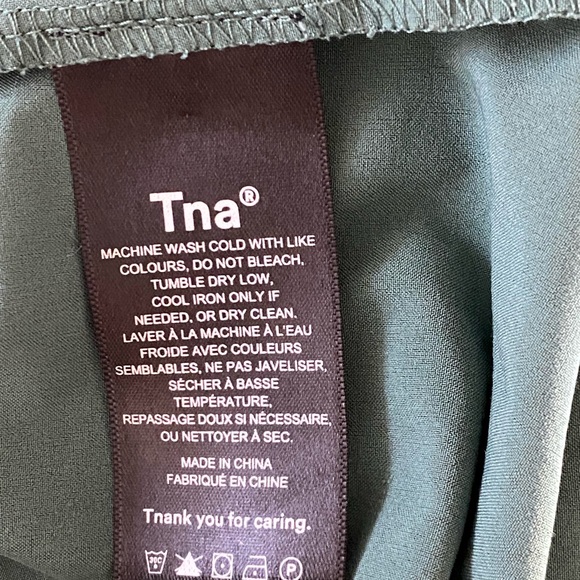 Tna®
MACHINE WASH COLD WITH LIKE
COLOURS, DO NOT BLEACH,
TUMBLE DRY LOW,
COOL IRON ONLY IF
NEEDED, OR DRY CLEAN.
LAVER À LA MACHINE À L'EAU
FROIDE AVEC COULEURS
SEMBLABLES, NE PAS JAVELISER,
SÉCHER À BASSE
TEMPÉRATURE,
REPASSAGE DOUX SI NÉCESSAIRE,
OU NETTOYER À SEC.
MADE IN CHINA
FABRIQUÉ EN CHINE
Tnank you for caring.
30C P